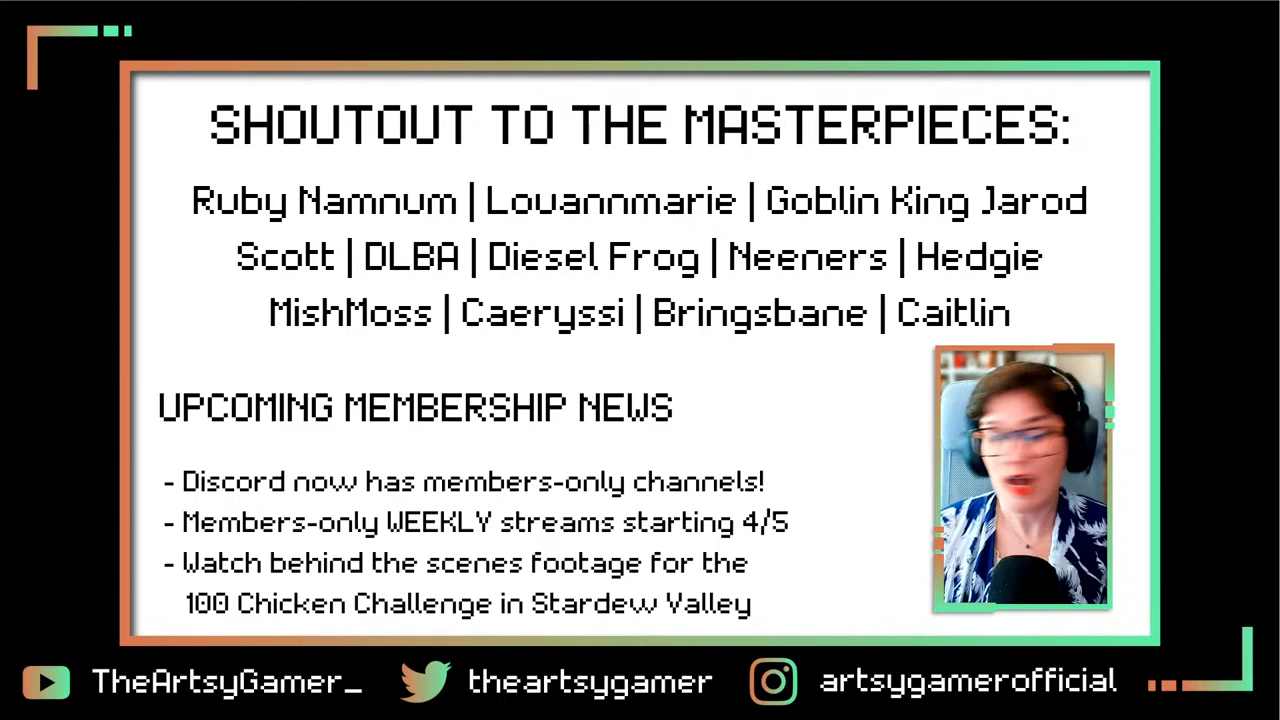 SHOUTOUT TO THE MASTERPIECES:
Ruby Namnum | Louannmarie | Goblin King Jarod
Scott | DLBA | Diesel Frog | Neeners | Hedgie
MishMoss | Caeryssi | Bringsbane | Caitlin
UPCOMING MEMBERSHIP NEWS
- Discord now has members-only channels!
- Members-only WEEKLY streams starting 4/5
- Watch behind the scenes footage for the
100 Chicken Challenge in Stardew Valley
TheArtsyGamer_ theartsygamer artsygamerofficial